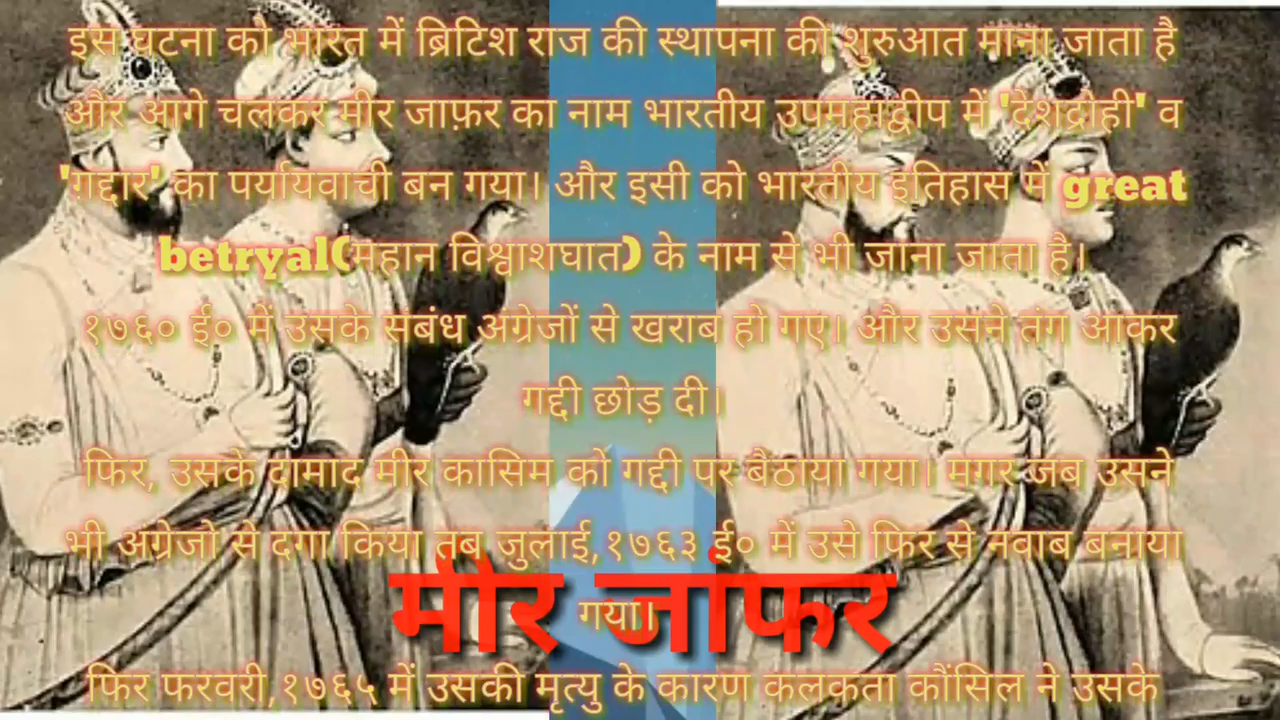 इस घटना को भारत में ब्रिटिश राज की स्थापना की शुरुआत माना जाता है
और आगे चलकर मीर जाफ़र का नाम भारतीय उपमहाद्वीप में 'देशद्रोही' व
'ग़द्दार' का पर्यायवाची बन गया। और इसी को भारतीय इतिहास में great
betryal(महान विश्वाशघात) के नाम से भी जाना जाता है।
१७६० ई० में उसके संबंध अंग्रेजों से खराब हो गए। और उसने तंग आकर
गद्दी छोड़ दी।
फिर, उसके दामाद मीर कासिम को गद्दी पर बैठाया गया। मगर जब उसने
भी अंग्रेजो से दगा किया तब जुलाई,१७६३ ई० में उसे फिर से नवाब बनाया
गया।
मीर जांफर
फिर फरवरी,१७६५ में उसकी मृत्यु के कारण कलकता कौंसिल ने उसके